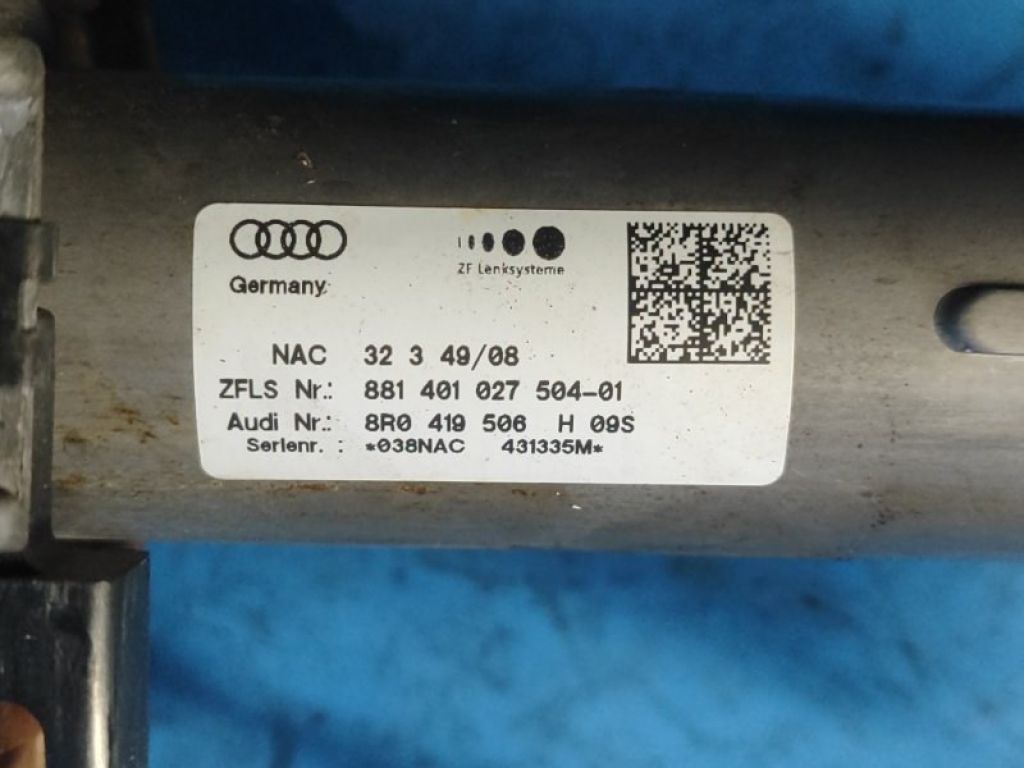 Germany
ZF Lenksysteme
NAC 32 3 49/08
ZFLS Nr.: 881 401 027 504-01
Audi Nr.: 8R0 419 506 H 09S
Serienr. : *038NAC 431335M*